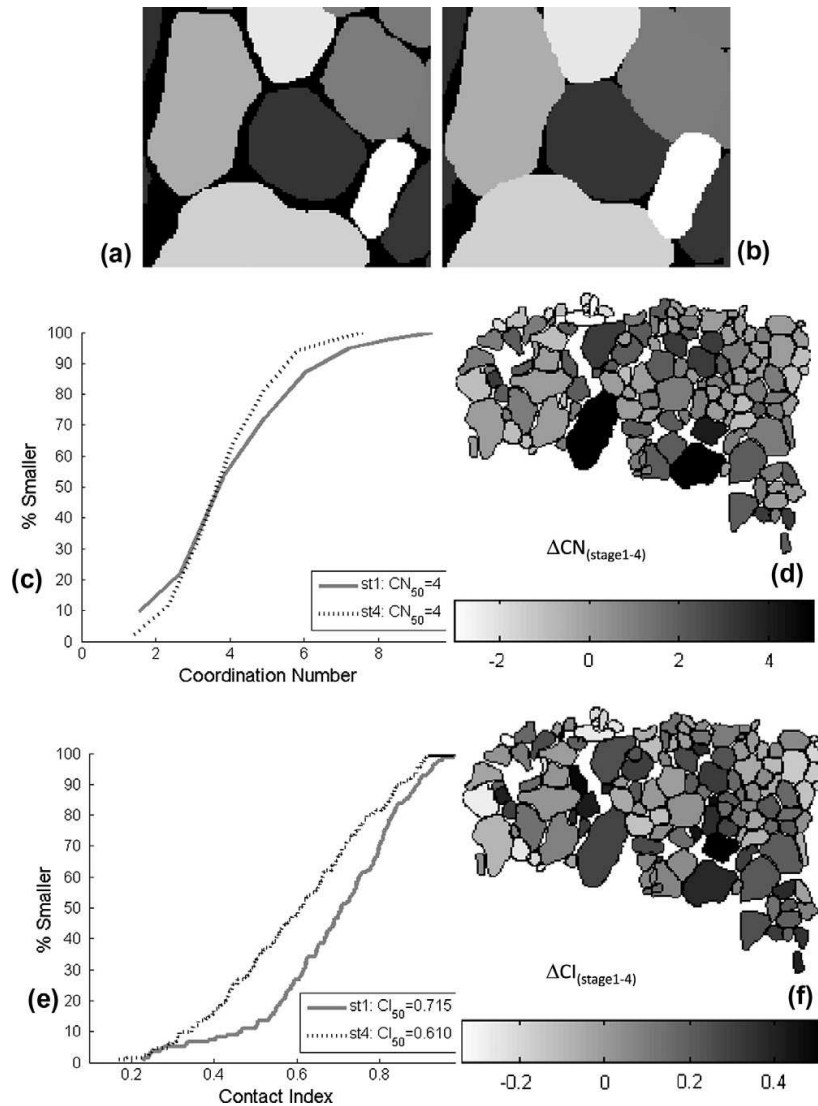 (a)
(b)
100
90
80
70
60
50
40
30
20
10
0
0 2 4 6 8
% Smaller
Coordination Number
st1: CN50=4
st4: CN50=4
(c)
ΔCN(stage1-4)
(d)
-2 0 2 4
100
90
80
70
60
50
40
30
20
10
0
0.2 0.4 0.6 0.8
% Smaller
Contact Index
st1: CI50=0.715
st4: CI50=0.610
(e)
ΔCI(stage1-4)
(f)
-0.2 0 0.2 0.4